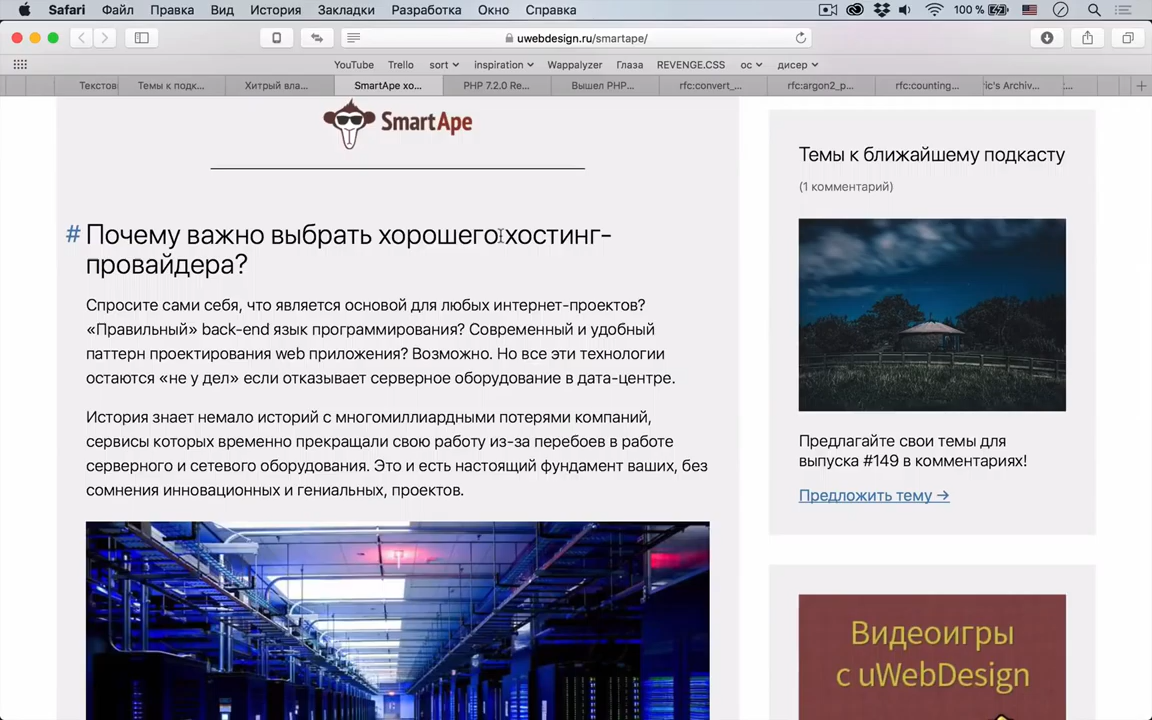 Safari Файл Правка Вид История Закладки Разработка Окно Справка 100 %
uwebdesign.ru/smartape/
YouTube Trello sort inspiration Wappalyzer Глаза REVENGE.CSS ос дисер
Текстов Темы к подк... Хитрый вла... SmartApe хо... PHP 7.2.0 Re... Вышел PHP... rfc:convert_... rfc:argon2_p... rfc:counting... ic's Archiv...
SmartApe
# Почему важно выбрать хорошего хостинг-
провайдера?
Спросите сами себя, что является основой для любых интернет-проектов?
«Правильный» back-end язык программирования? Современный и удобный
паттерн проектирования web приложения? Возможно. Но все эти технологии
остаются «не у дел» если отказывает серверное оборудование в дата-центре.
История знает немало историй с многомиллиардными потерями компаний,
сервисы которых временно прекращали свою работу из-за перебоев в работе
серверного и сетевого оборудования. Это и есть настоящий фундамент ваших, без
сомнения инновационных и гениальных, проектов.
Темы к ближайшему подкасту
(1 комментарий)
Предлагайте свои темы для
выпуска #149 в комментариях!
Предложить тему →
Видеоигры
с uWebDesign